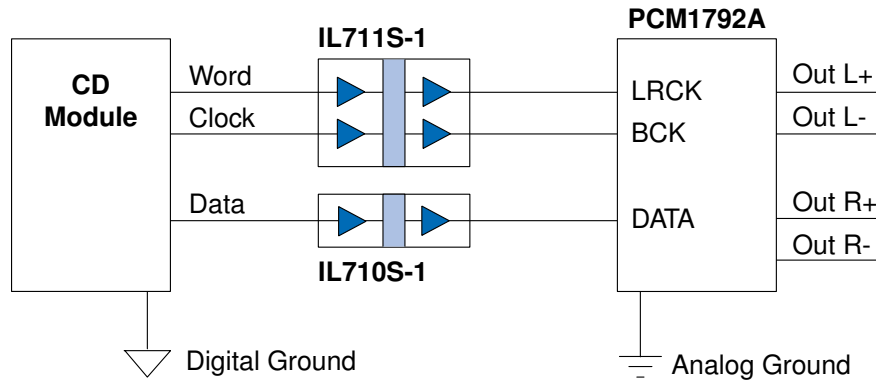 PCM1792A
IL711S-1
CD
Module
Word
Clock
Data
LRCK
BCK
DATA
Out L+
Out L-
Out R+
Out R-
IL710S-1
Digital Ground
Analog Ground